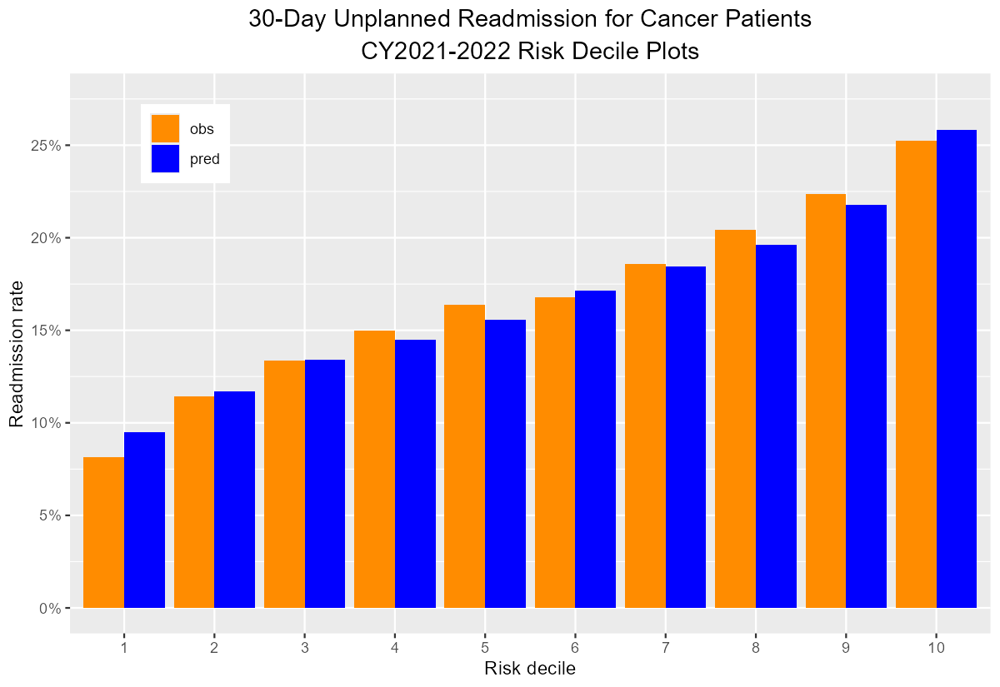 30-Day Unplanned Readmission for Cancer Patients
CY2021-2022 Risk Decile Plots
obs
pred
25%
20%
15%
10%
5%
0%
Readmission rate
1 2 3 4 5 6 7 8 9 10
Risk decile